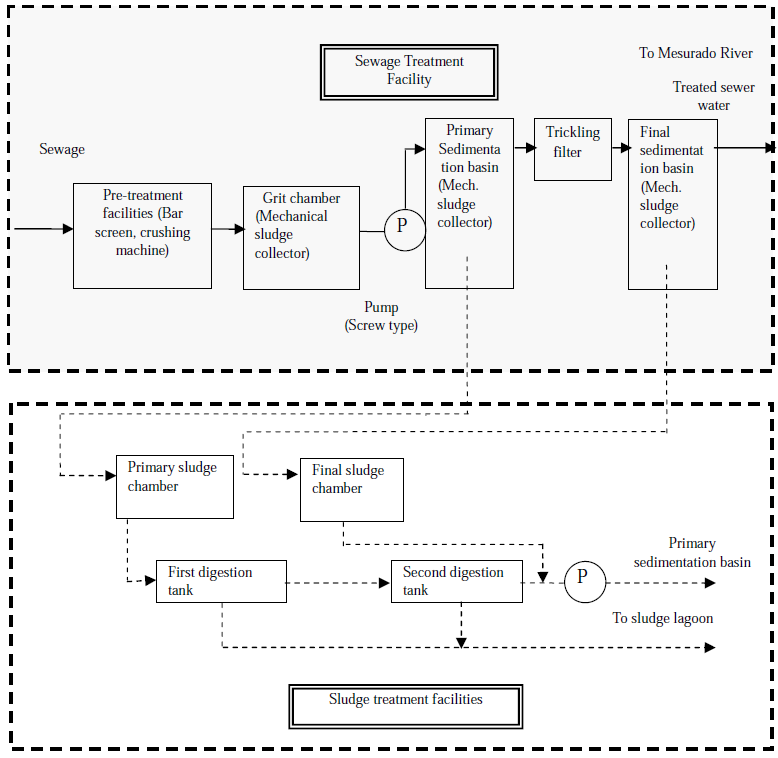 Sewage Treatment
Facility
To Mesurado River
Treated sewer
water
Sewage
Pre-treatment
facilities (Bar
screen, crushing
machine)
Grit chamber
(Mechanical
sludge
collector)
P
Pump
(Screw type)
Primary
Sedimenta
tion basin
(Mech.
sludge
collector)
Trickling
filter
Final
sedimentat
ion basin
(Mech.
sludge
collector)
Primary sludge
chamber
Final sludge
chamber
First digestion
tank
Second digestion
tank
P
Primary
sedimentation basin
To sludge lagoon
Sludge treatment facilities